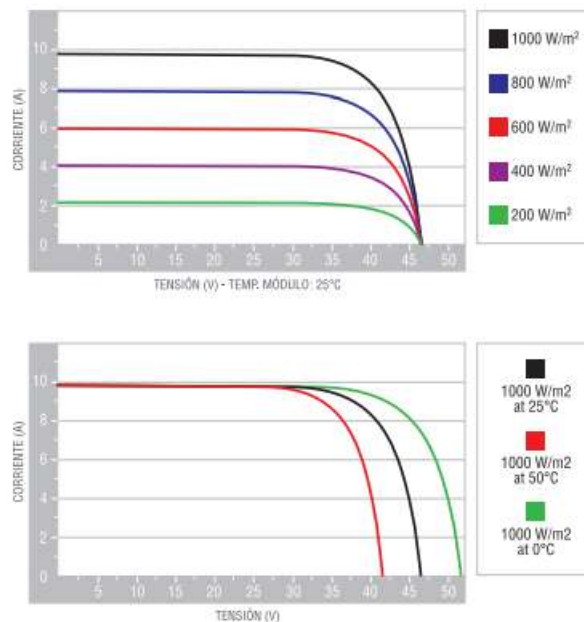 CORRIENTE (A)
10
8
6
4
2
0
5 10 15 20 25 30 35 40 45 50
TENSIÓN (V) - TEMP. MÓDULO: 25°C
1000 W/m²
800 W/m²
600 W/m²
400 W/m²
200 W/m²
CORRIENTE (A)
10
8
6
4
2
0
5 10 15 20 25 30 35 40 45 50
TENSIÓN (V)
1000 W/m2
at 25°C
1000 W/m2
at 50°C
1000 W/m2
at 0°C